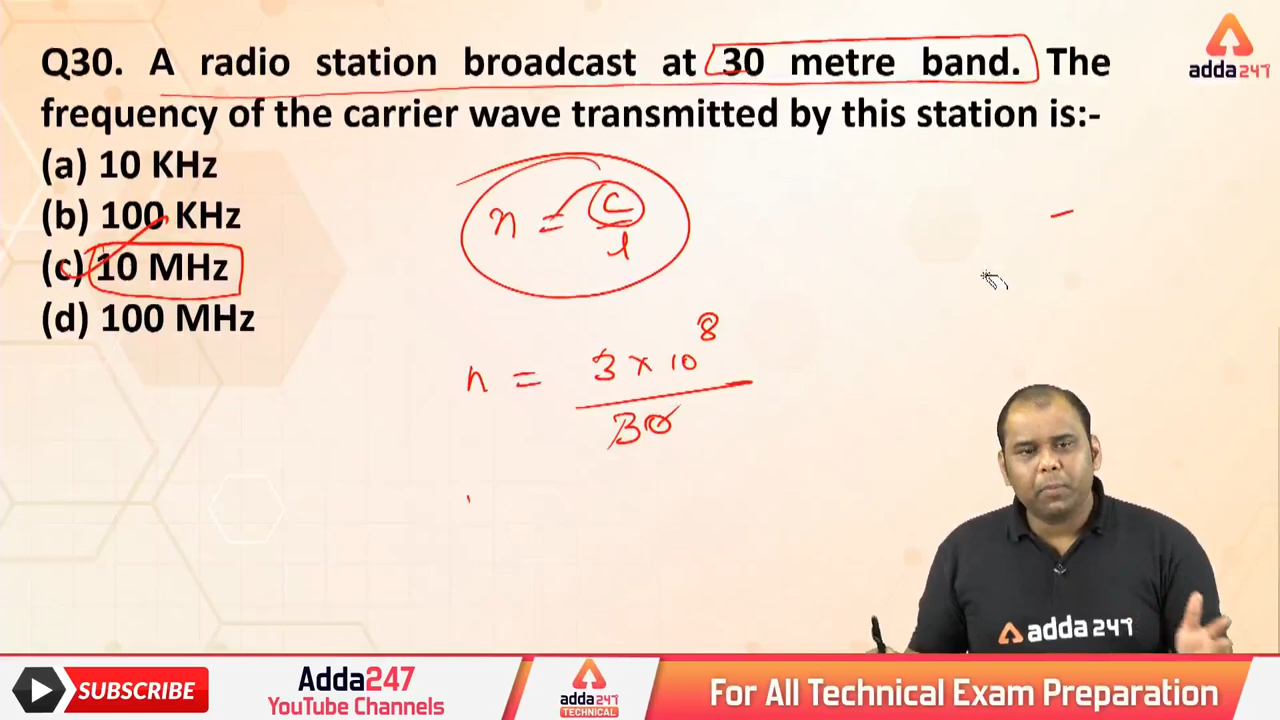 Q30. A radio station broadcast at 30 metre band. The
frequency of the carrier wave transmitted by this station is:-
(a) 10 KHz
(b) 100 KHz
(c) 10 MHz
(d) 100 MHz
adda247
n = c
n = 3 × 10^8
30
adda247
SUBSCRIBE
Adda247
YouTube Channels
adda247
TECHNICAL
For All Technical Exam Preparation